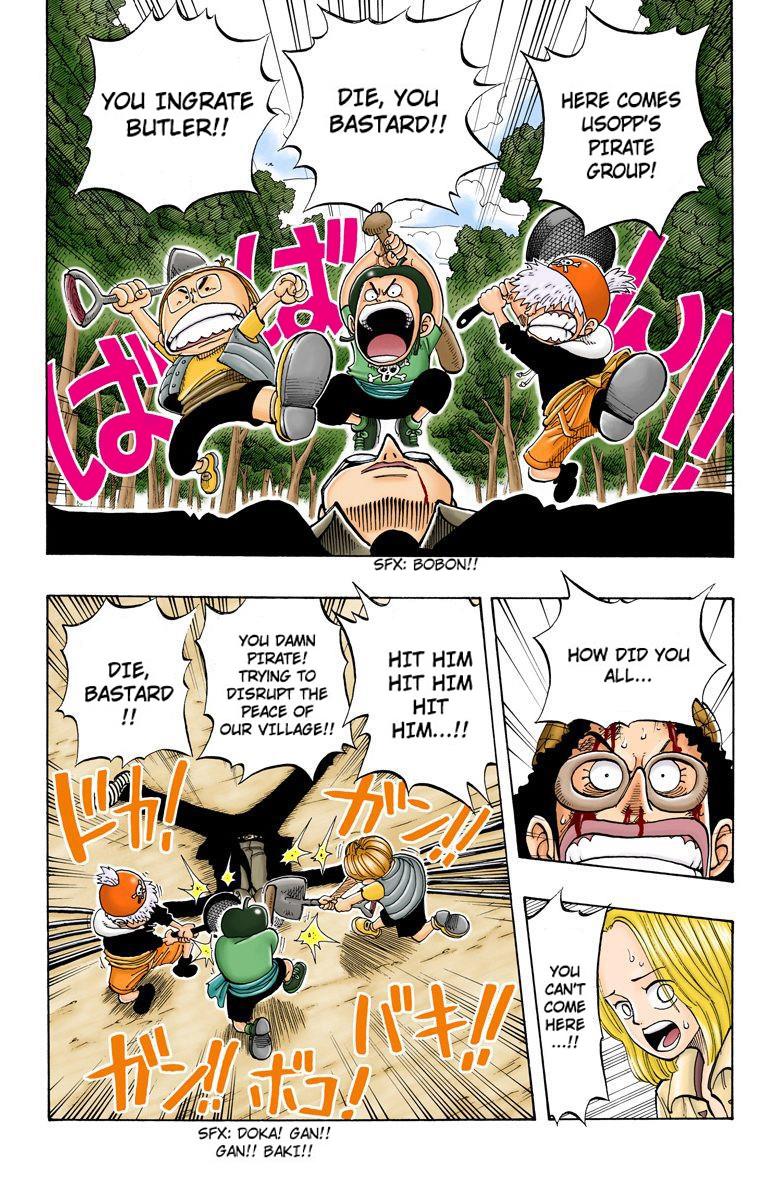 HERE COMES
USOPP'S
PIRATE
GROUP!
DIE, YOU
BASTARD!!
YOU INGRATE
BUTLER!!
ばばばん!!
SFX: BOBON!!
HOW DID YOU
ALL...
YOU
CAN'T
COME
HERE
...!!
HIT HIM
HIT HIM
HIT
HIM...!!
YOU DAMN
PIRATE!
TRYING TO
DISRUPT THE
PEACE OF
OUR VILLAGE!!
DIE,
BASTARD
!!
ガン!!
ドカ!
バキ!!
ボコ!
ガン!!
SFX: DOKA! GAN!!
GAN!! BAKI!!